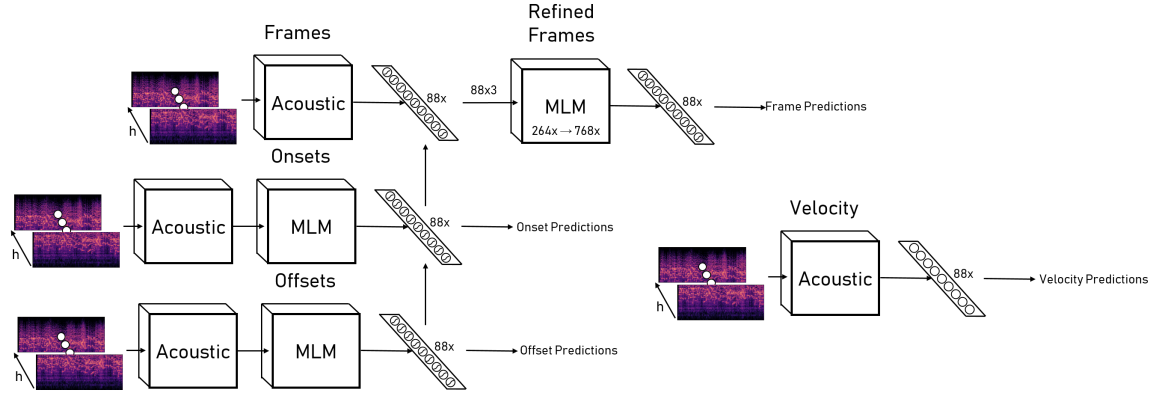 Refined
Frames
Frames
Acoustic
88x
88x3
MLM
264x → 768x
88x
Frame Predictions
h
Onsets
Acoustic
MLM
88x
Onset Predictions
h
Velocity
Acoustic
88x
Velocity Predictions
h
Offsets
Acoustic
MLM
88x
Offset Predictions
h